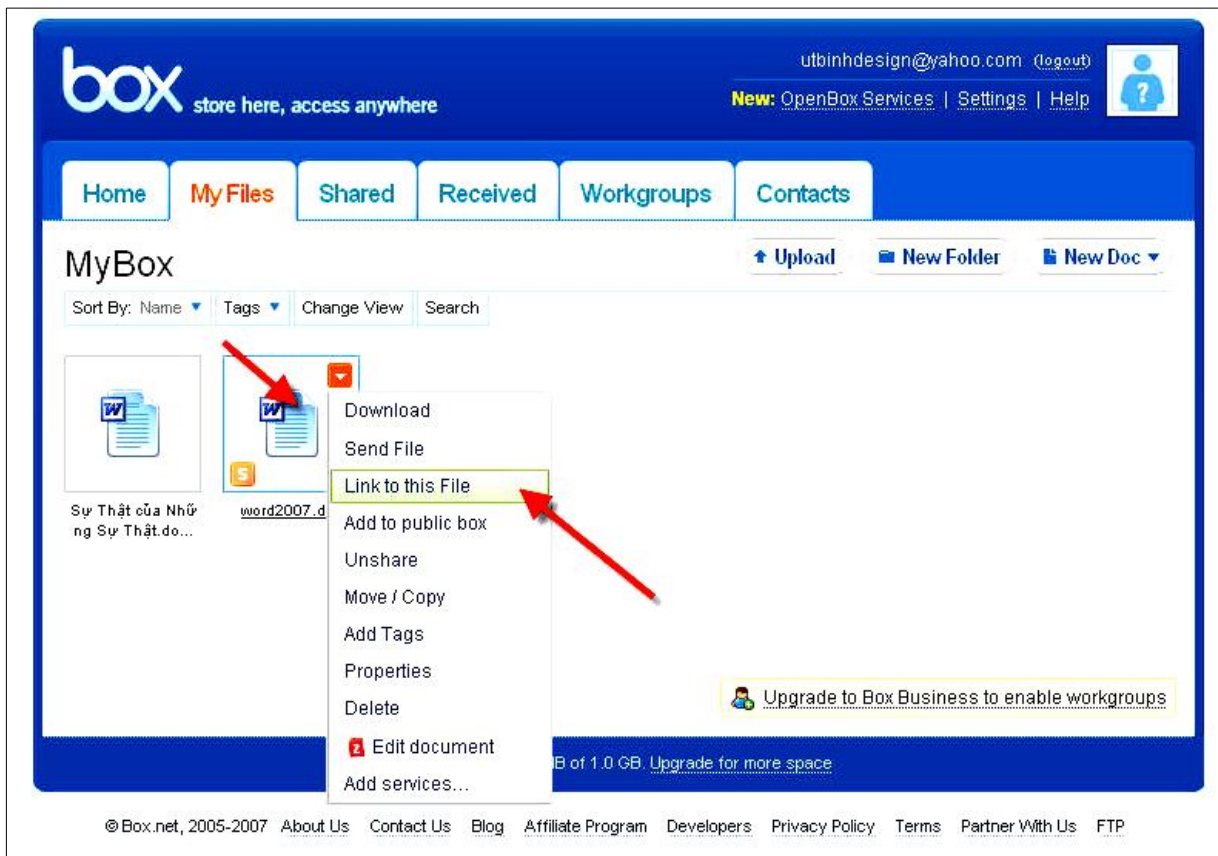 utbinhdesign@yahoo.com (logout)
box store here, access anywhere
New: OpenBox Services | Settings | Help
?
Home My Files Shared Received Workgroups Contacts
MyBox
Upload New Folder New Doc
Sort By: Name Tags Change View Search
W
W
S
Download
Send File
Link to this File
Add to public box
Unshare
Move / Copy
Add Tags
Properties
Delete
Edit document
Add services...
Sự Thật của Nhữ
ng Sự Thật.do...
word2007.d
Upgrade to Box Business to enable workgroups
B of 1.0 GB. Upgrade for more space
© Box.net, 2005-2007 About Us Contact Us Blog Affiliate Program Developers Privacy Policy Terms Partner With Us FTP